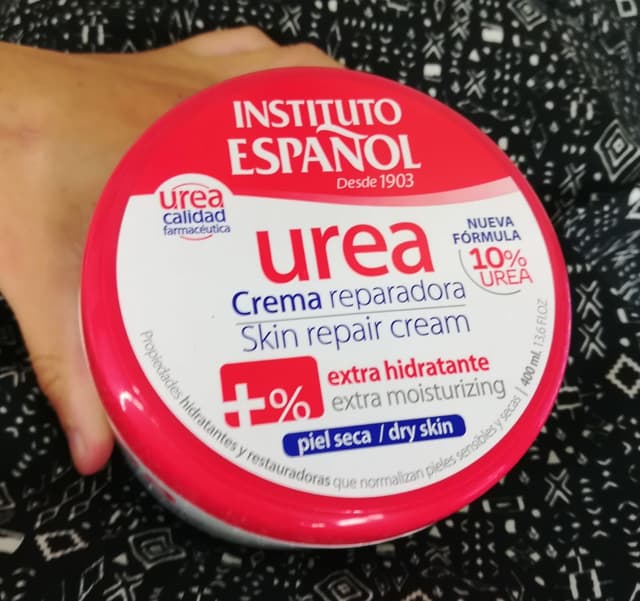 INSTITUTO
ESPAÑOL
Desde 1903
urea
calidad
farmacéutica
urea
NUEVA
FÓRMULA
10%
UREA
Crema reparadora
Skin repair cream
+%
extra hidratante
extra moisturizing
piel seca / dry skin
Propiedades hidratantes y restauradoras que normalizan pieles sensibles y secas | 400 ml. 13,6 FL.OZ